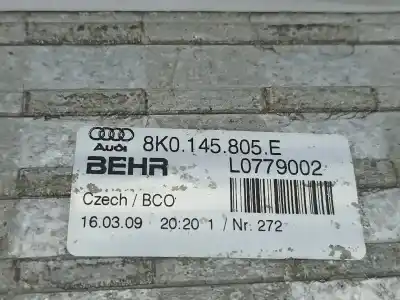 Audi 8K0.145.805.E
BEHR L0779002
Czech / BCO
16.03.09 20:20 1 / Nr. 272